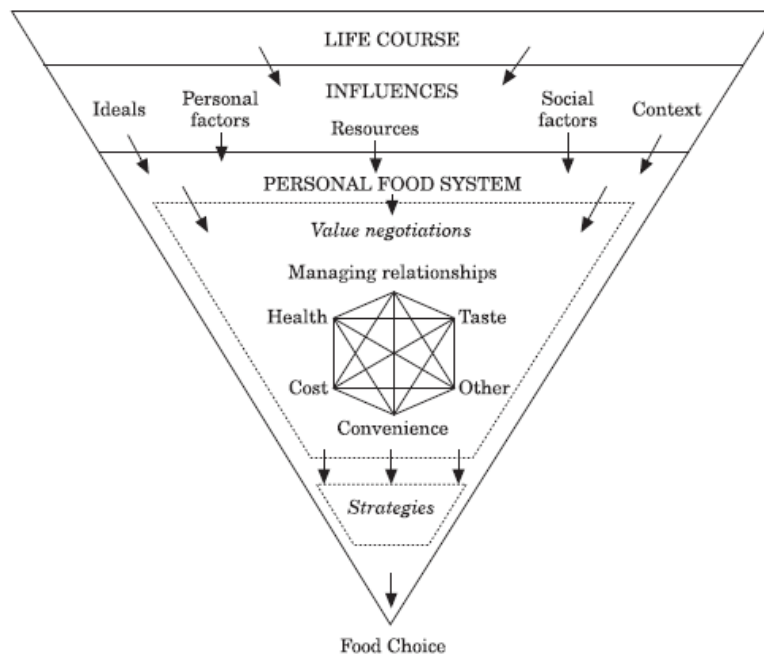 LIFE COURSE
INFLUENCES
Ideals
Personal
factors
Resources
Social
factors
Context
PERSONAL FOOD SYSTEM
Value negotiations
Managing relationships
Health
Taste
Cost
Other
Convenience
Strategies
Food Choice